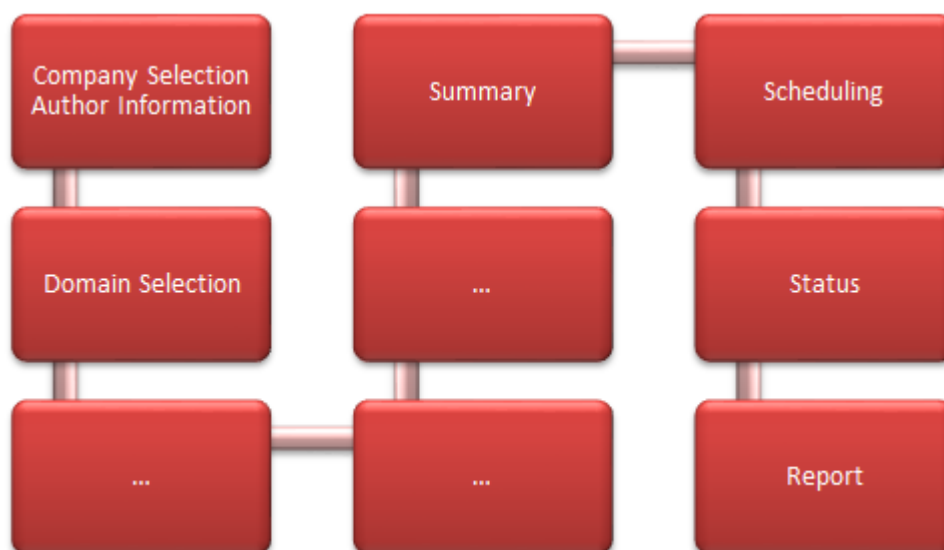 Company Selection
Author Information
Summary
Scheduling
Domain Selection
...
Status
...
...
Report